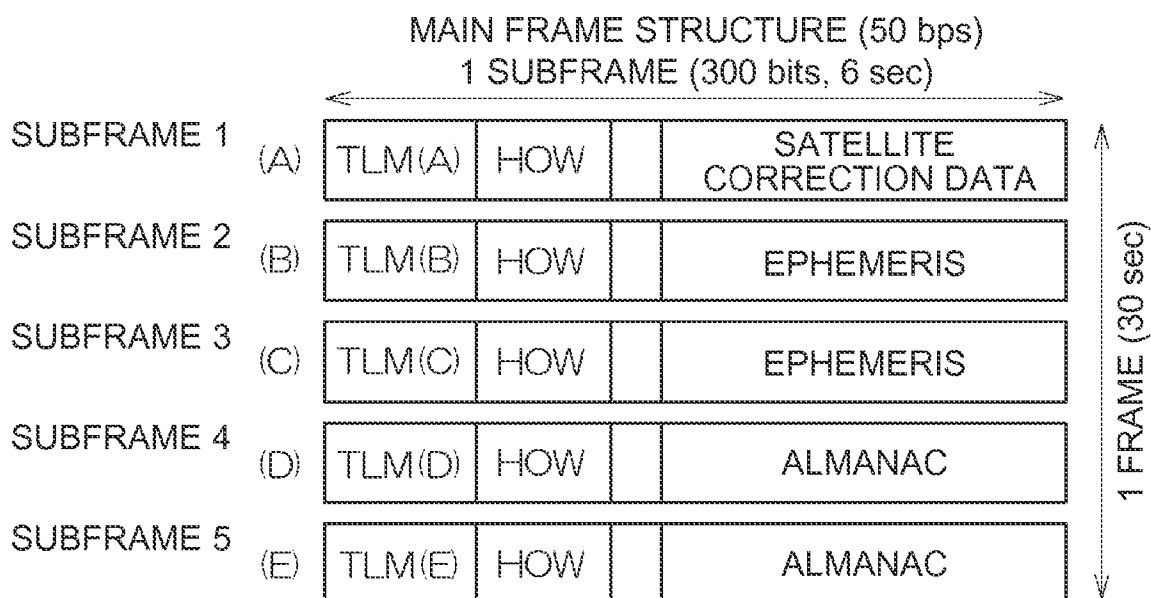 MAIN FRAME STRUCTURE (50 bps)
1 SUBFRAME (300 bits, 6 sec)
SUBFRAME 1 (A) TLM(A) HOW SATELLITE CORRECTION DATA
SUBFRAME 2 (B) TLM(B) HOW EPHEMERIS
SUBFRAME 3 (C) TLM(C) HOW EPHEMERIS
SUBFRAME 4 (D) TLM(D) HOW ALMANAC
SUBFRAME 5 (E) TLM(E) HOW ALMANAC
1 FRAME (30 sec)